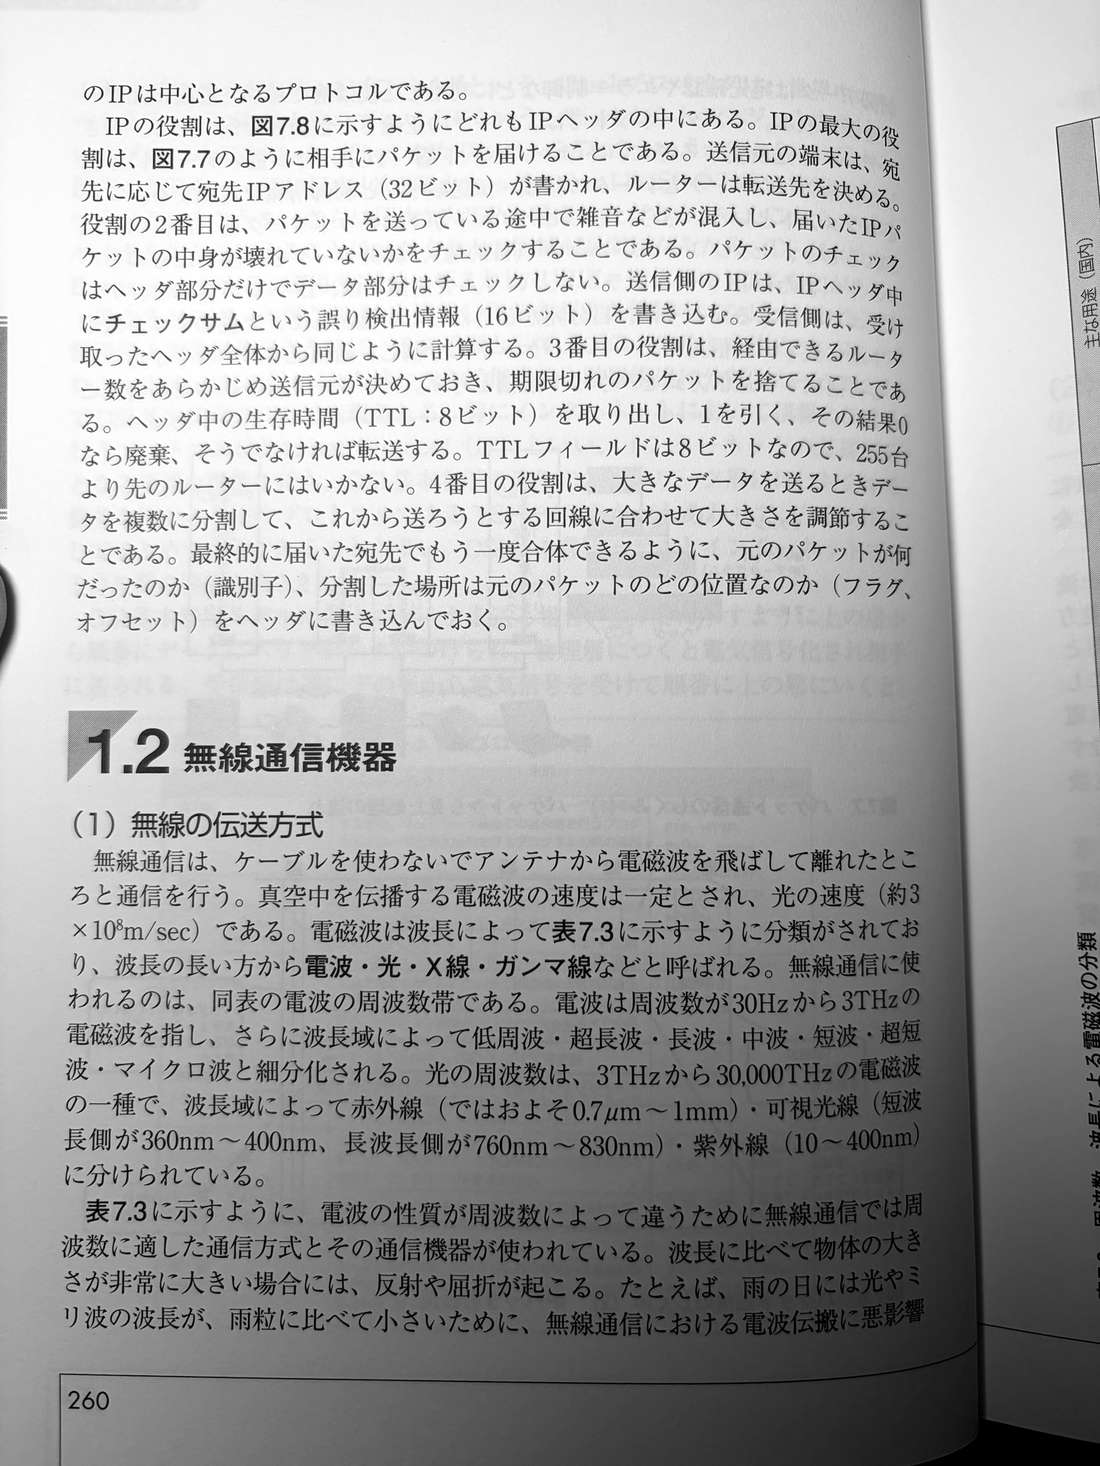 のIPは中心となるプロトコルである。
IPの役割は、図7.8に示すようにどれもIPヘッダの中にある。IPの最大の役
割は、図7.7のように相手にパケットを届けることである。送信元の端末は、宛
先に応じて宛先IPアドレス（32ビット）が書かれ、ルーターは転送先を決める。
役割の2番目は、パケットを送っている途中で雑音などが混入し、届いたIPパ
ケットの中身が壊れていないかをチェックすることである。パケットのチェック
はヘッダ部分だけでデータ部分はチェックしない。送信側のIPは、IPヘッダ中
にチェックサムという誤り検出情報（16ビット）を書き込む。受信側は、受け
取ったヘッダ全体から同じように計算する。3番目の役割は、経由できるルータ
ー数をあらかじめ送信元が決めておき、期限切れのパケットを捨てることであ
る。ヘッダ中の生存時間（TTL：8ビット）を取り出し、1を引く、その結果0
なら廃棄、そうでなければ転送する。TTLフィールドは8ビットなので、255台
より先のルーターにはいかない。4番目の役割は、大きなデータを送るときデー
タを複数に分割して、これから送ろうとする回線に合わせて大きさを調節するこ
とである。最終的に届いた宛先でもう一度合体できるように、元のパケットが何
だったのか（識別子）、分割した場所は元のパケットのどの位置なのか（フラグ、
オフセット）をヘッダに書き込んでおく。
1.2 無線通信機器
（1）無線の伝送方式
無線通信は、ケーブルを使わないでアンテナから電磁波を飛ばして離れたとこ
ろと通信を行う。真空中を伝播する電磁波の速度は一定とされ、光の速度（約3
×10⁸m/sec）である。電磁波は波長によって表7.3に示すように分類がされてお
り、波長の長い方から電波・光・X線・ガンマ線などと呼ばれる。無線通信に使
われるのは、同表の電波の周波数帯である。電波は周波数が30Hzから3THzの
電磁波を指し、さらに波長域によって低周波・超長波・長波・中波・短波・超短
波・マイクロ波と細分化される。光の周波数は、3THzから30,000THzの電磁波
の一種で、波長域によって赤外線（ではおよそ0.7μm～1mm）・可視光線（短波
長側が360nm～400nm、長波長側が760nm～830nm）・紫外線（10～400nm）
に分けられている。
表7.3に示すように、電波の性質が周波数によって違うために無線通信では周
波数に適した通信方式とその通信機器が使われている。波長に比べて物体の大き
さが非常に大きい場合には、反射や屈折が起こる。たとえば、雨の日には光やミ
リ波の波長が、雨粒に比べて小さいために、無線通信における電波伝搬に悪影響
260
主な用途（国内）
波長による電磁波の分類